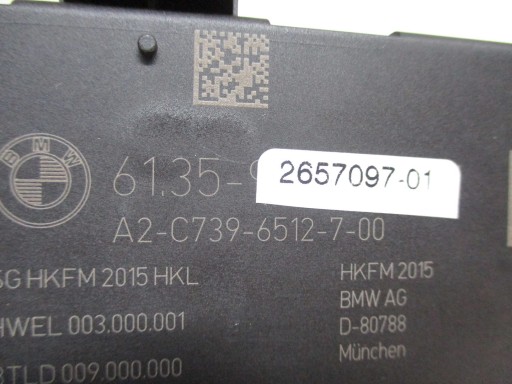 BMW
61.35-9
2657097-01
A2-C739-6512-7-00
SG HKFM 2015 HKL
HWEL 003.000.001
BTLD 009.000.000
HKFM 2015
BMW AG
D-80788
München